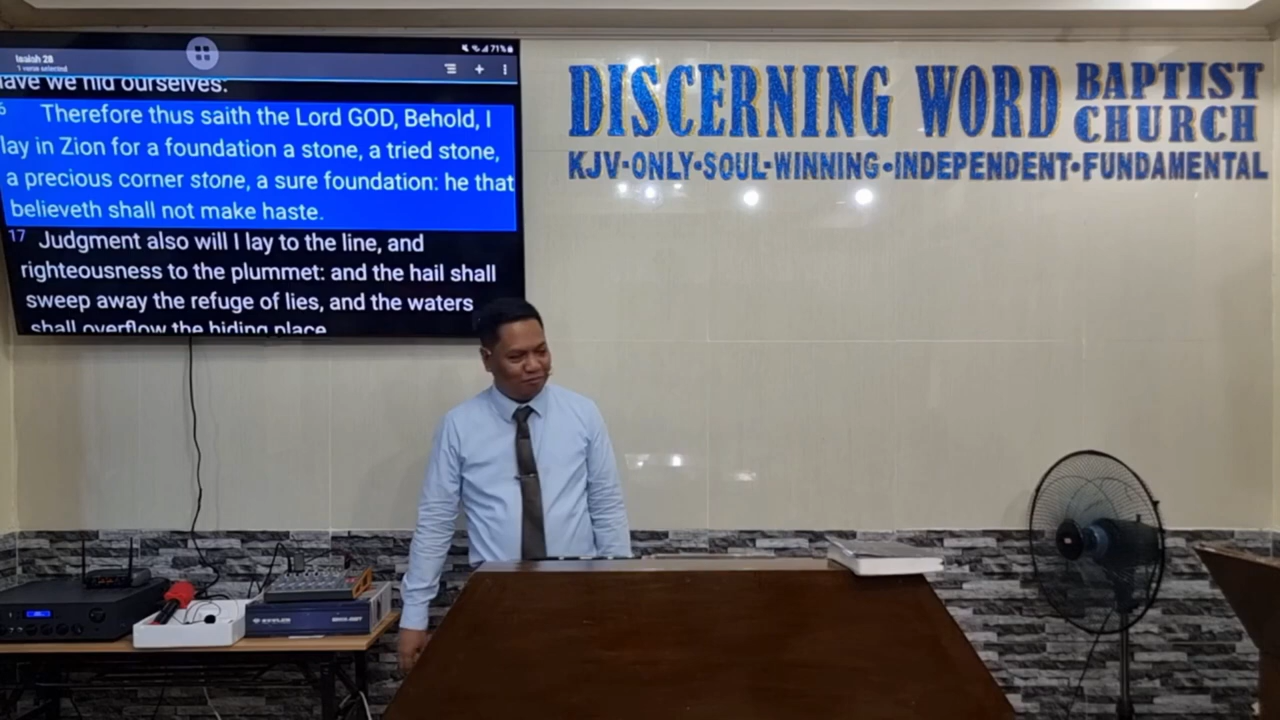 71%
Isaiah 28
1 verse selected
have we hid ourselves:
6 Therefore thus saith the Lord GOD, Behold, I
lay in Zion for a foundation a stone, a tried stone,
a precious corner stone, a sure foundation: he that
believeth shall not make haste.
17 Judgment also will I lay to the line, and
righteousness to the plummet: and the hail shall
sweep away the refuge of lies, and the waters
shall overflow the hiding place
DISCERNING WORD BAPTIST
CHURCH
KJV-ONLY•SOUL-WINNING•INDEPENDENT•FUNDAMENTAL